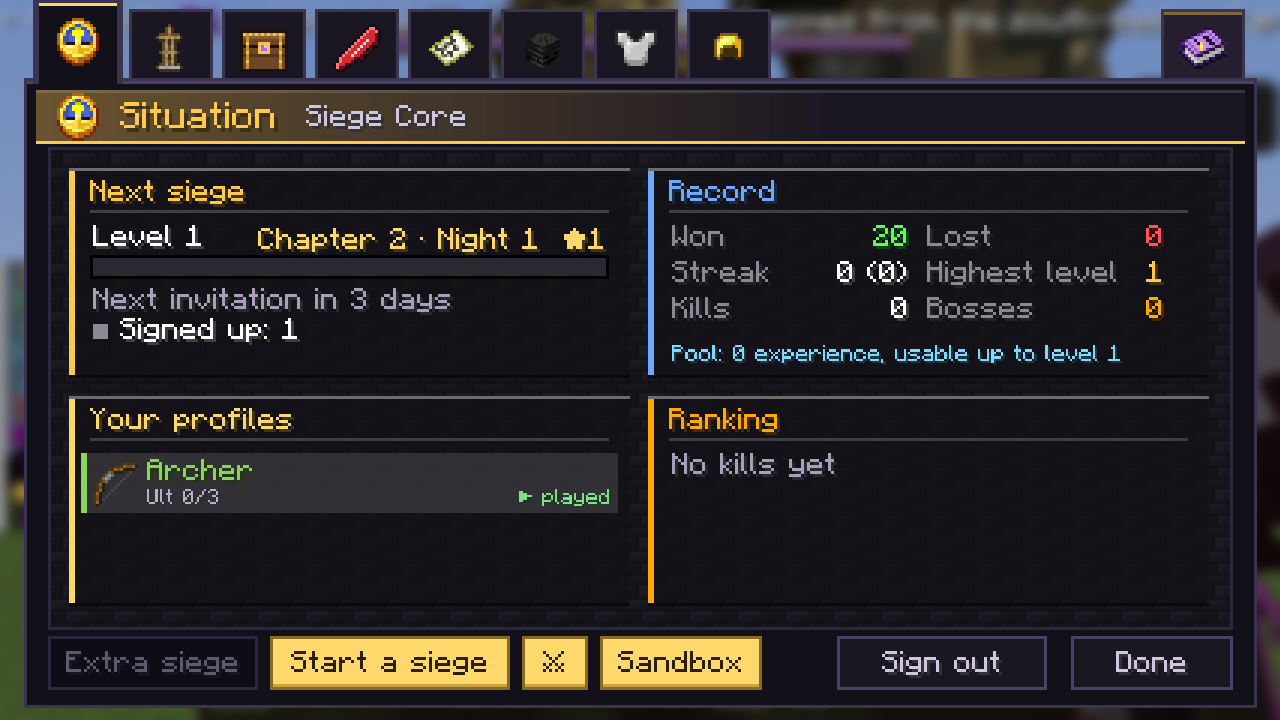 Situation Siege Core
Next siege
Level 1 Chapter 2 · Night 1 ★1
Next invitation in 3 days
Signed up: 1
Record
Won 20 Lost 0
Streak 0 (0) Highest level 1
Kills 0 Bosses 0
Pool: 0 experience, usable up to level 1
Your profiles
Archer
Ult 0/3 ▶ played
Ranking
No kills yet
Extra siege Start a siege Sandbox Sign out Done